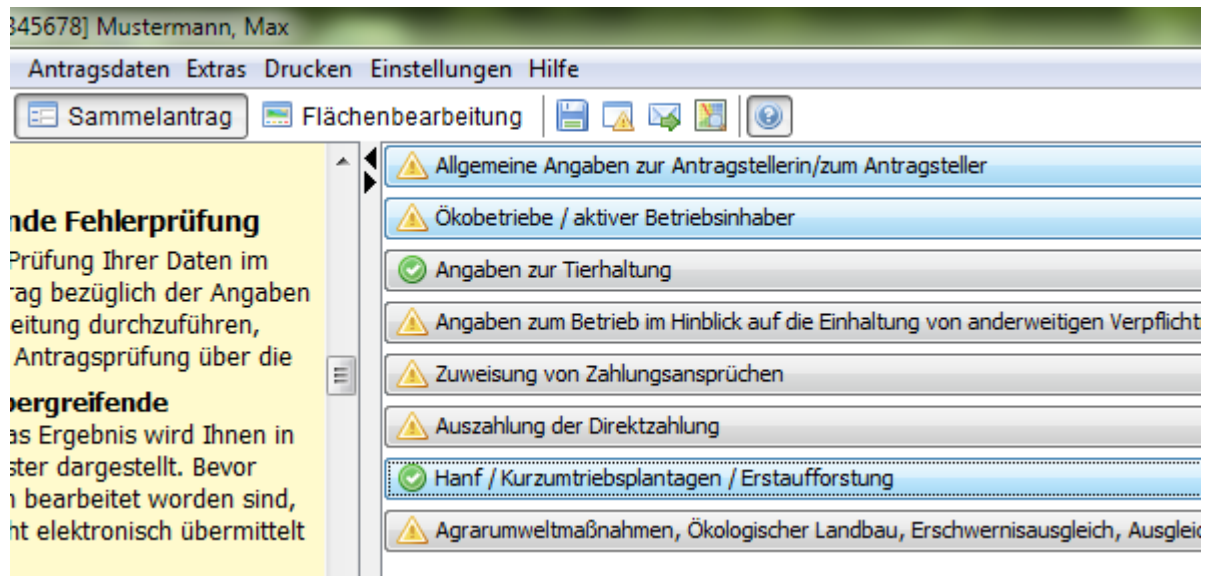 345678] Mustermann, Max
Antragsdaten Extras Drucken Einstellungen Hilfe
Sammelantrag Flächenbearbeitung
nde Fehlerprüfung
Prüfung Ihrer Daten im
rag bezüglich der Angaben
eitung durchzuführen,
Antragsprüfung über die
bergreifende
as Ergebnis wird Ihnen in
ster dargestellt. Bevor
n bearbeitet worden sind,
ht elektronisch übermittelt
Allgemeine Angaben zur Antragstellerin/zum Antragsteller
Ökobetriebe / aktiver Betriebsinhaber
Angaben zur Tierhaltung
Angaben zum Betrieb im Hinblick auf die Einhaltung von anderweitigen Verpflicht
Zuweisung von Zahlungsansprüchen
Auszahlung der Direktzahlung
Hanf / Kurzumtriebsplantagen / Erstaufforstung
Agrarumweltmaßnahmen, Ökologischer Landbau, Erschwernisausgleich, Ausgleic